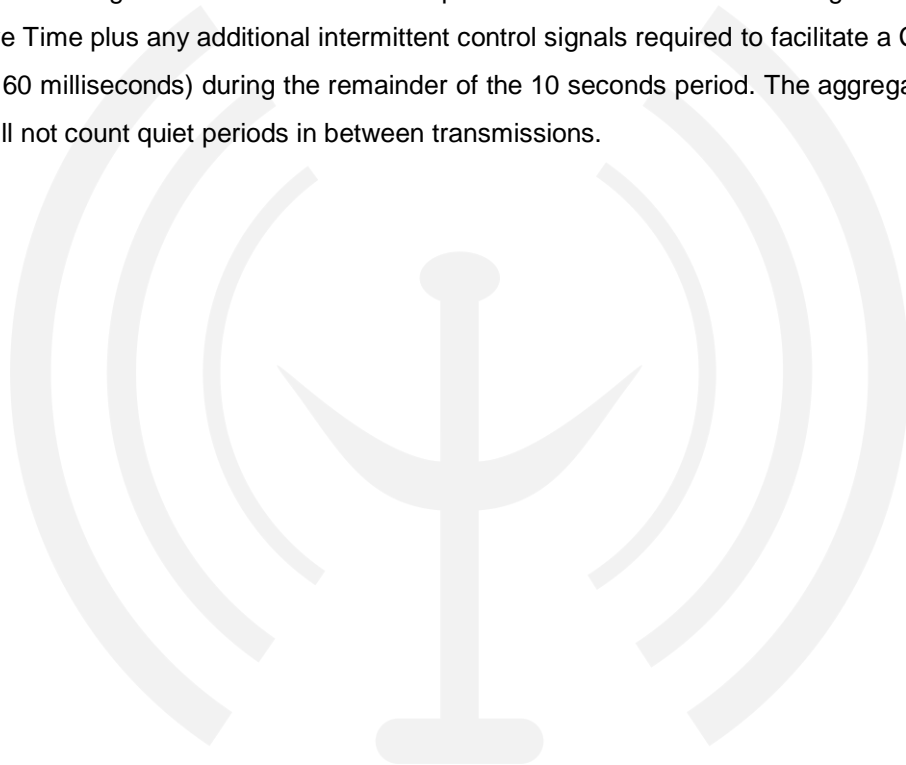 e Time plus any additional intermittent control signals required to facilitate a
60 milliseconds) during the remainder of the 10 seconds period. The
ll not count quiet periods in between transmissions.